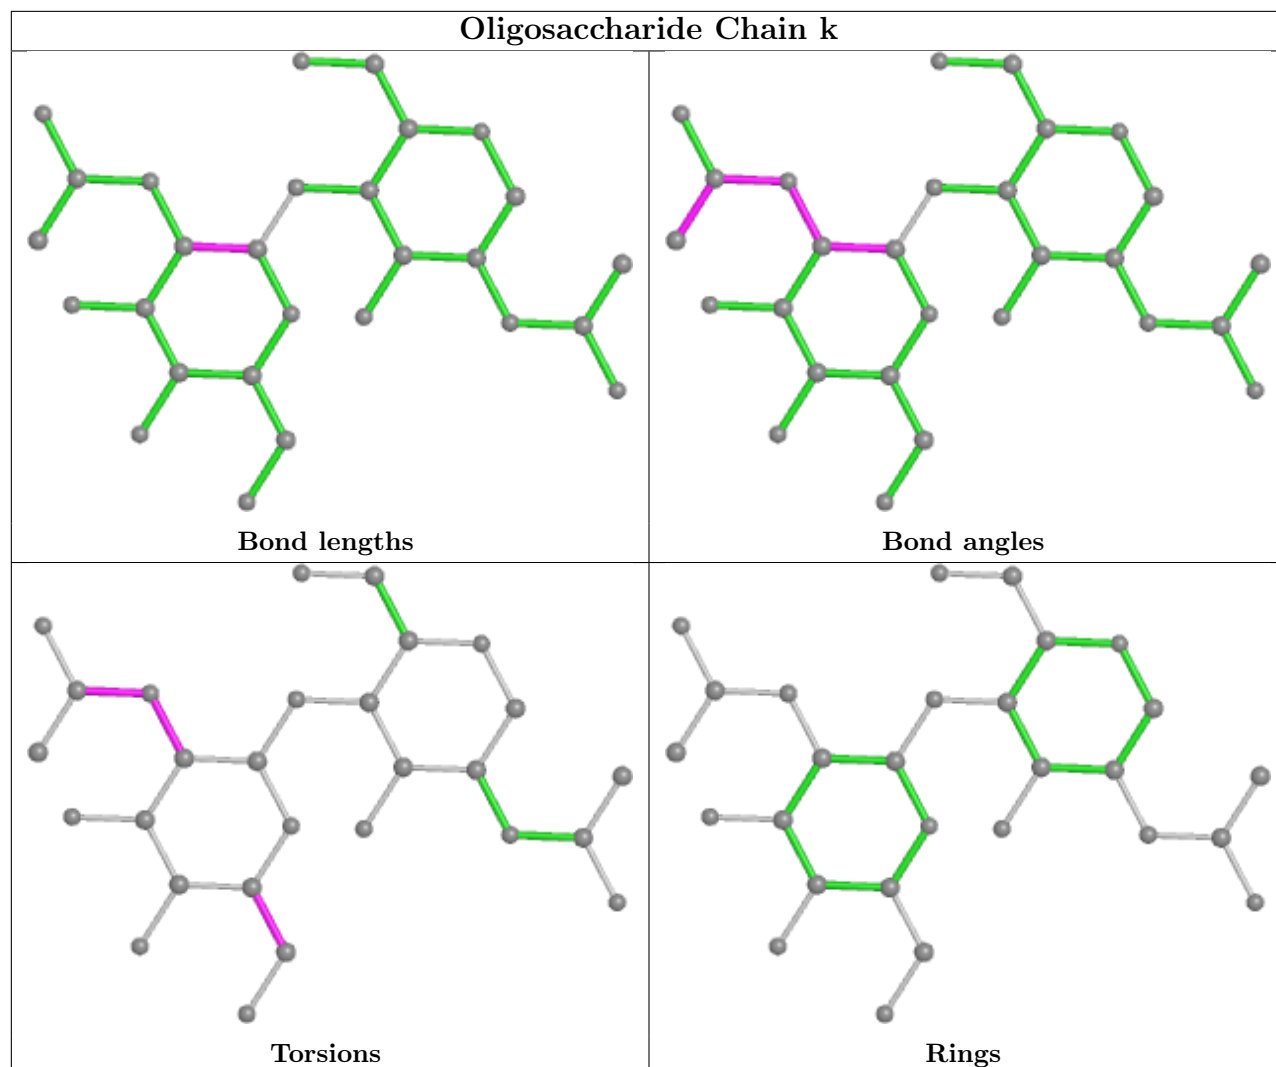 Oligosaccharide Chain k
Bond lengths
Bond angles
Torsions
Rings